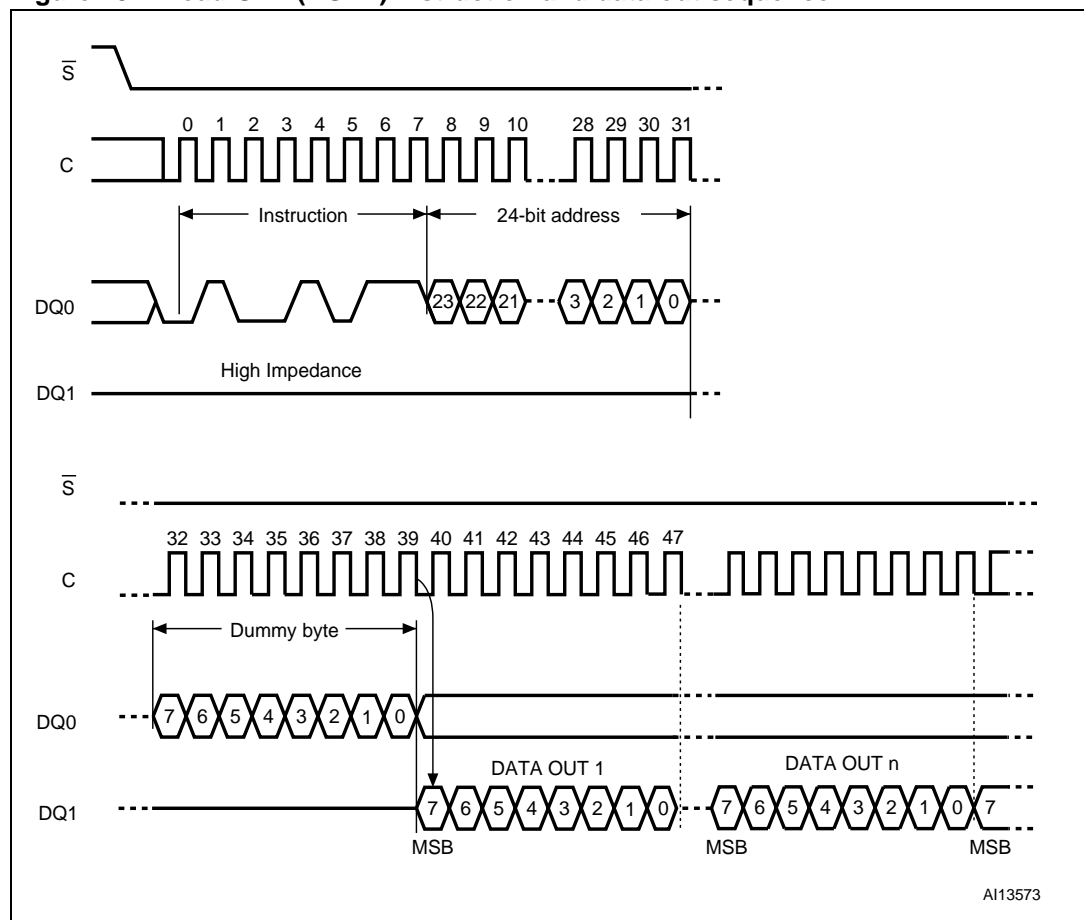 S
0 1 2 3 4 5 6 7 8 9 10 28 29 30 31
C
Instruction 24-bit address
DQ0 23 22 21 3 2 1 0
High Impedance
DQ1
S
32 33 34 35 36 37 38 39 40 41 42 43 44 45 46 47
C
Dummy byte
DQ0 7 6 5 4 3 2 1 0
DATA OUT 1 DATA OUT n
DQ1 7 6 5 4 3 2 1 0 7 6 5 4 3 2 1 0 7
MSB MSB MSB
AI13573